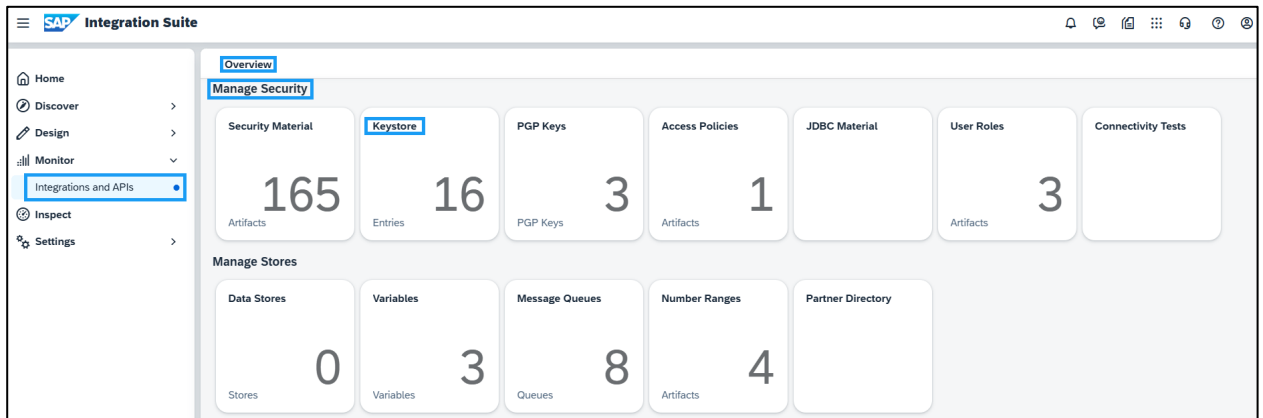 SAP Integration Suite
Home
Discover
Design
Monitor
Integrations and APIs
Inspect
Settings
Overview
Manage Security
Security Material
165
Artifacts
Keystore
16
Entries
PGP Keys
3
PGP Keys
Access Policies
1
Artifacts
JDBC Material
User Roles
3
Artifacts
Connectivity Tests
Manage Stores
Data Stores
0
Stores
Variables
3
Variables
Message Queues
8
Queues
Number Ranges
4
Artifacts
Partner Directory